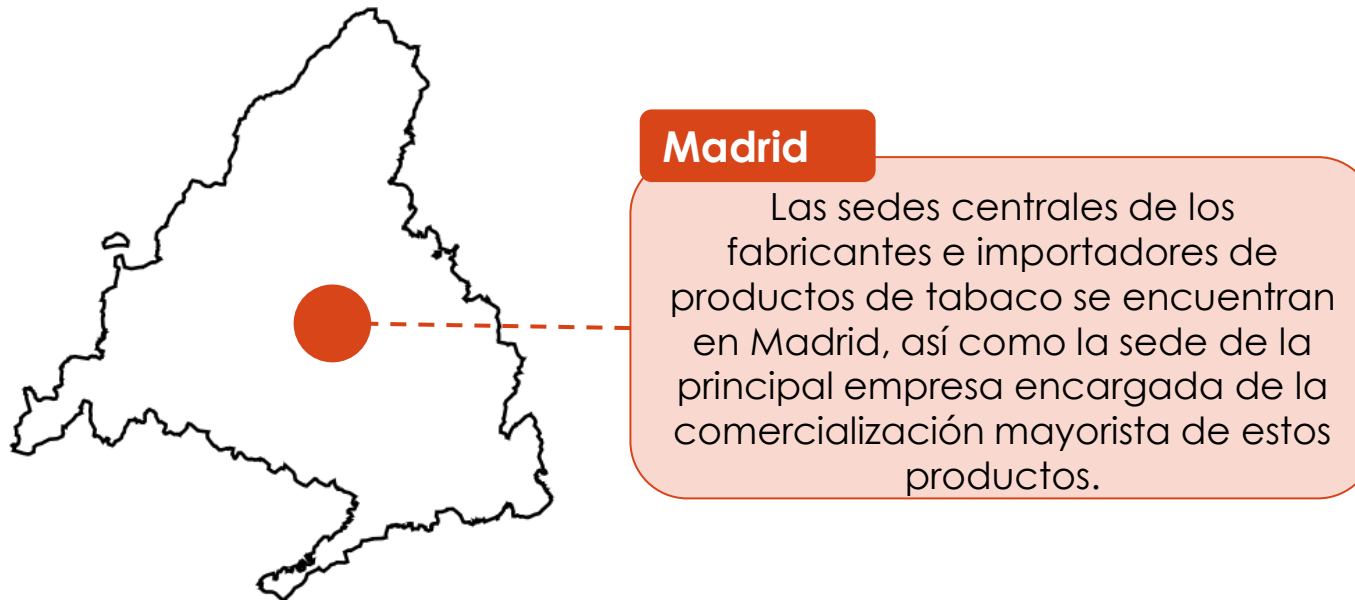 Madrid
Las sedes centrales de los
fabricantes e importadores de
productos de tabaco se encuentran
en Madrid, así como la sede de la
principal empresa encargada de la
comercialización mayorista de estos
productos.